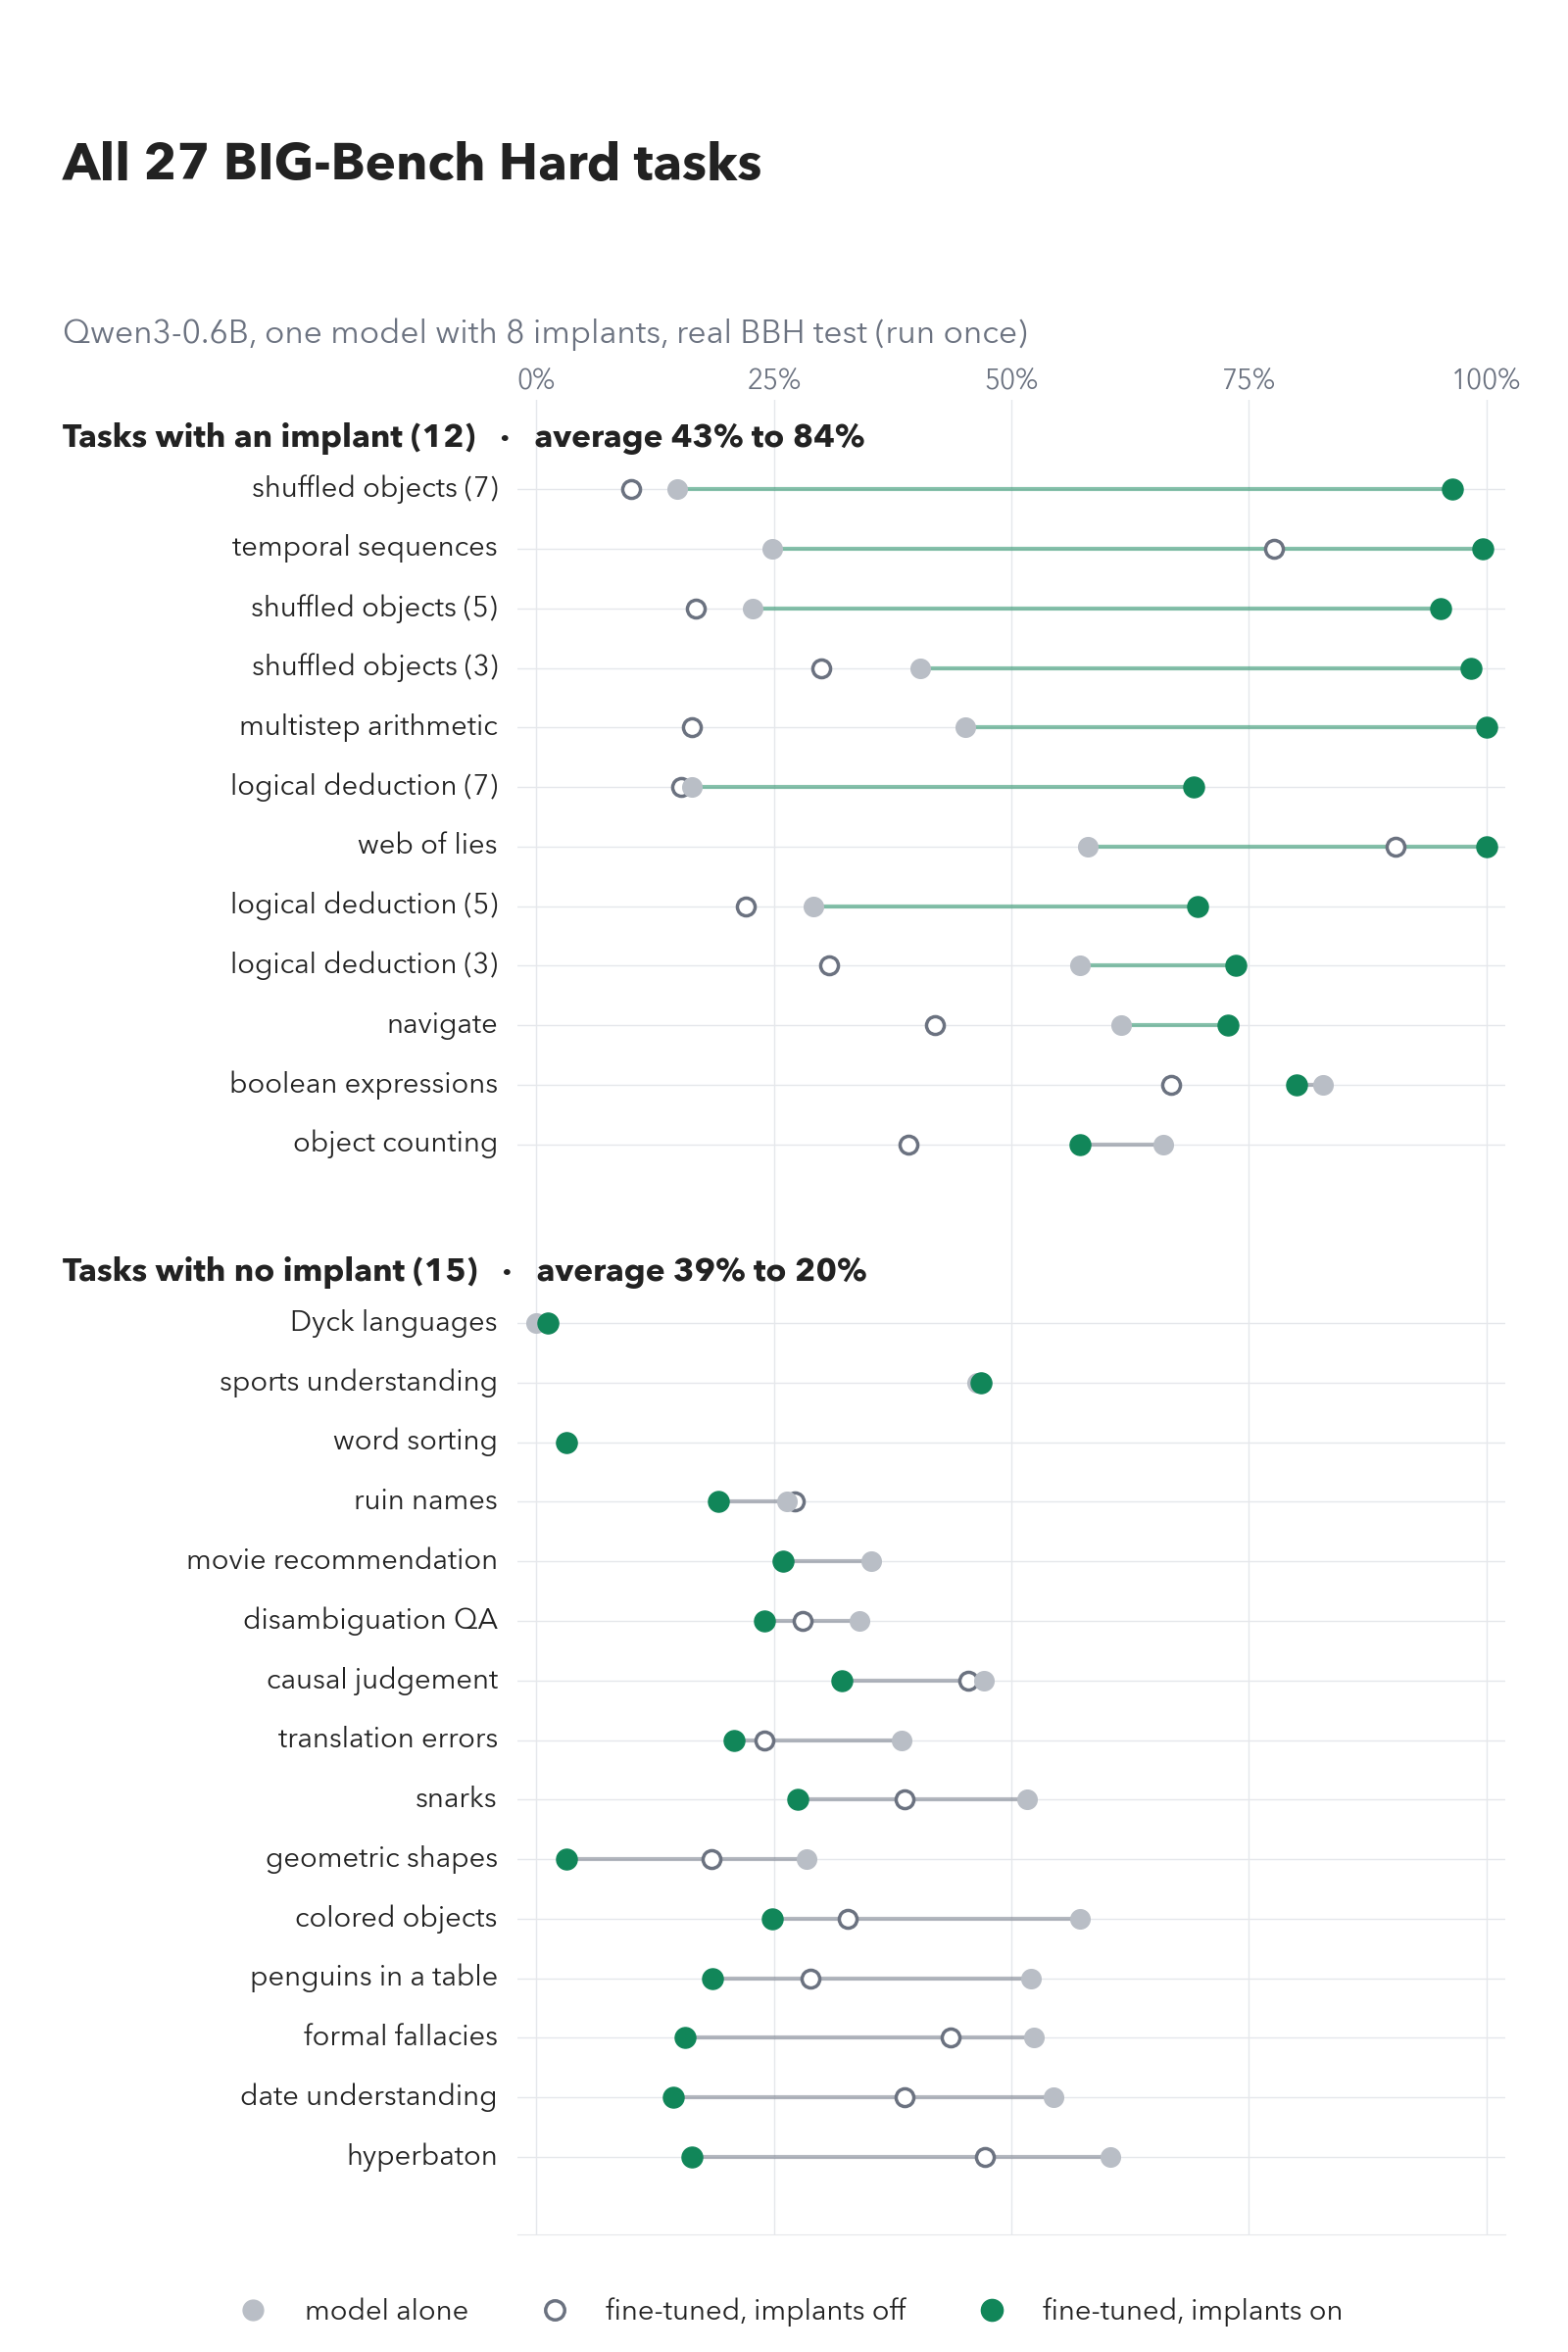 All 27 BIG-Bench Hard tasks
Qwen3-0.6B, one model with 8 implants, real BBH test (run once)
0% 25% 50% 75% 100%
Tasks with an implant (12) · average 43% to 84%
shuffled objects (7)
temporal sequences
shuffled objects (5)
shuffled objects (3)
multistep arithmetic
logical deduction (7)
web of lies
logical deduction (5)
logical deduction (3)
navigate
boolean expressions
object counting
Tasks with no implant (15) · average 39% to 20%
Dyck languages
sports understanding
word sorting
ruin names
movie recommendation
disambiguation QA
causal judgement
translation errors
snarks
geometric shapes
colored objects
penguins in a table
formal fallacies
date understanding
hyperbaton
model alone fine-tuned, implants off fine-tuned, implants on